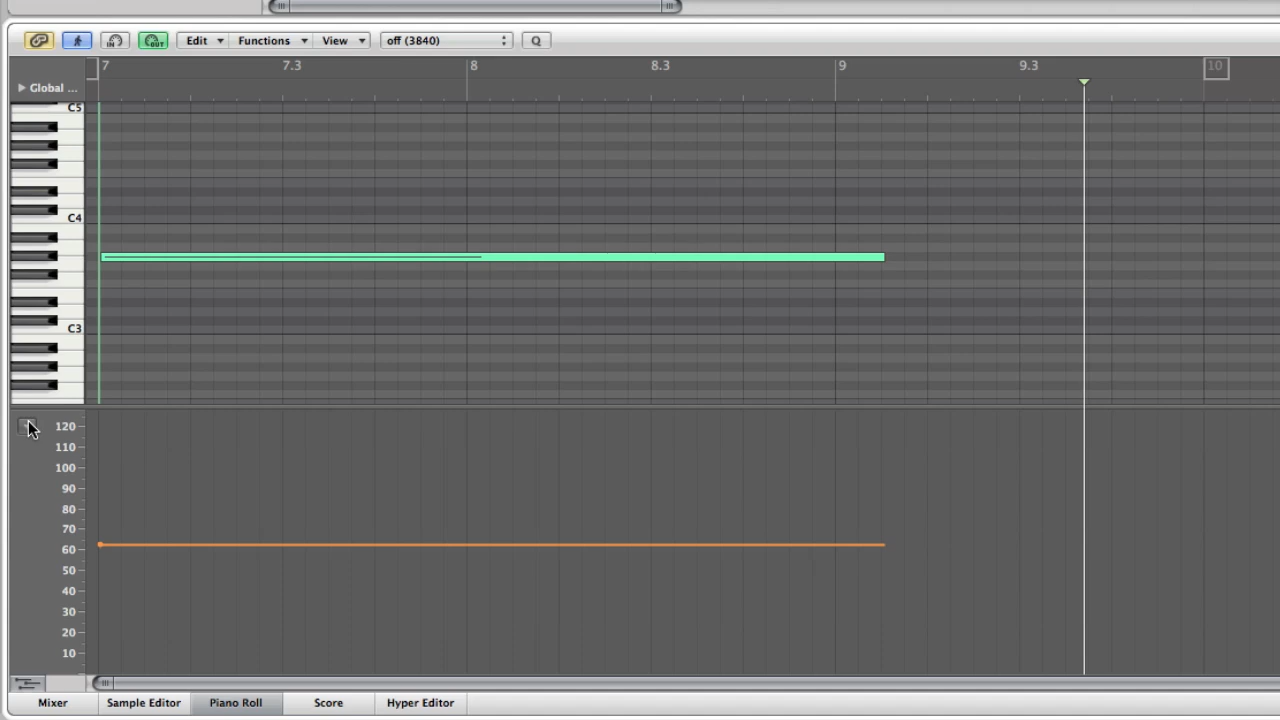 Edit Functions View off (3840) Q
IN OUT
7 7.3 8 8.3 9 9.3 10
Global ...
C5
C4
C3
120
110
100
90
80
70
60
50
40
30
20
10
Mixer Sample Editor Piano Roll Score Hyper Editor